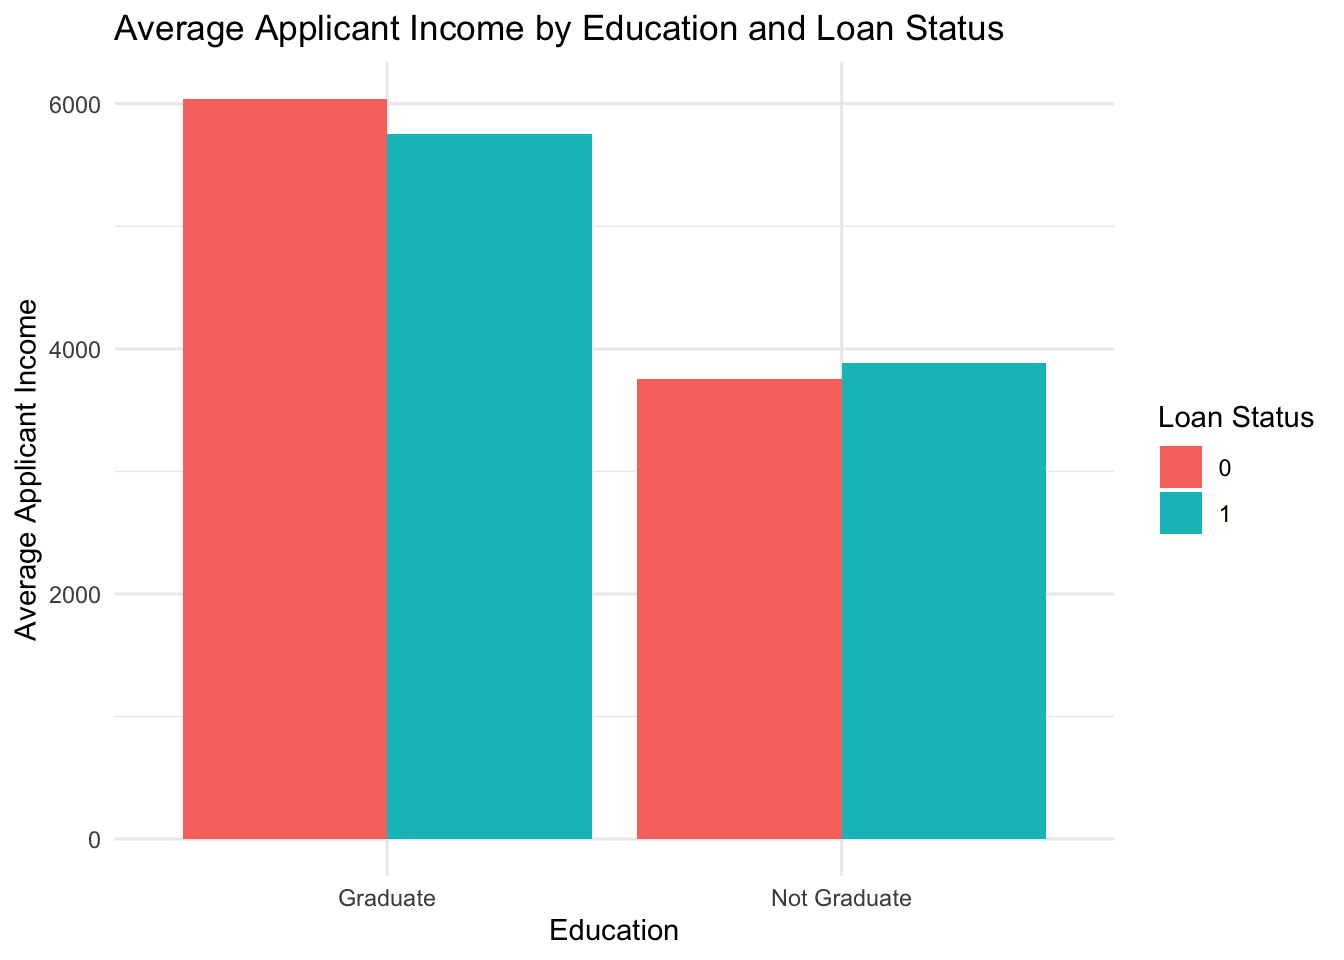 Average Applicant Income by Education and Loan Status
Average Applicant Income
6000
4000
2000
0
Graduate
Not Graduate
Education
Loan Status
0
1